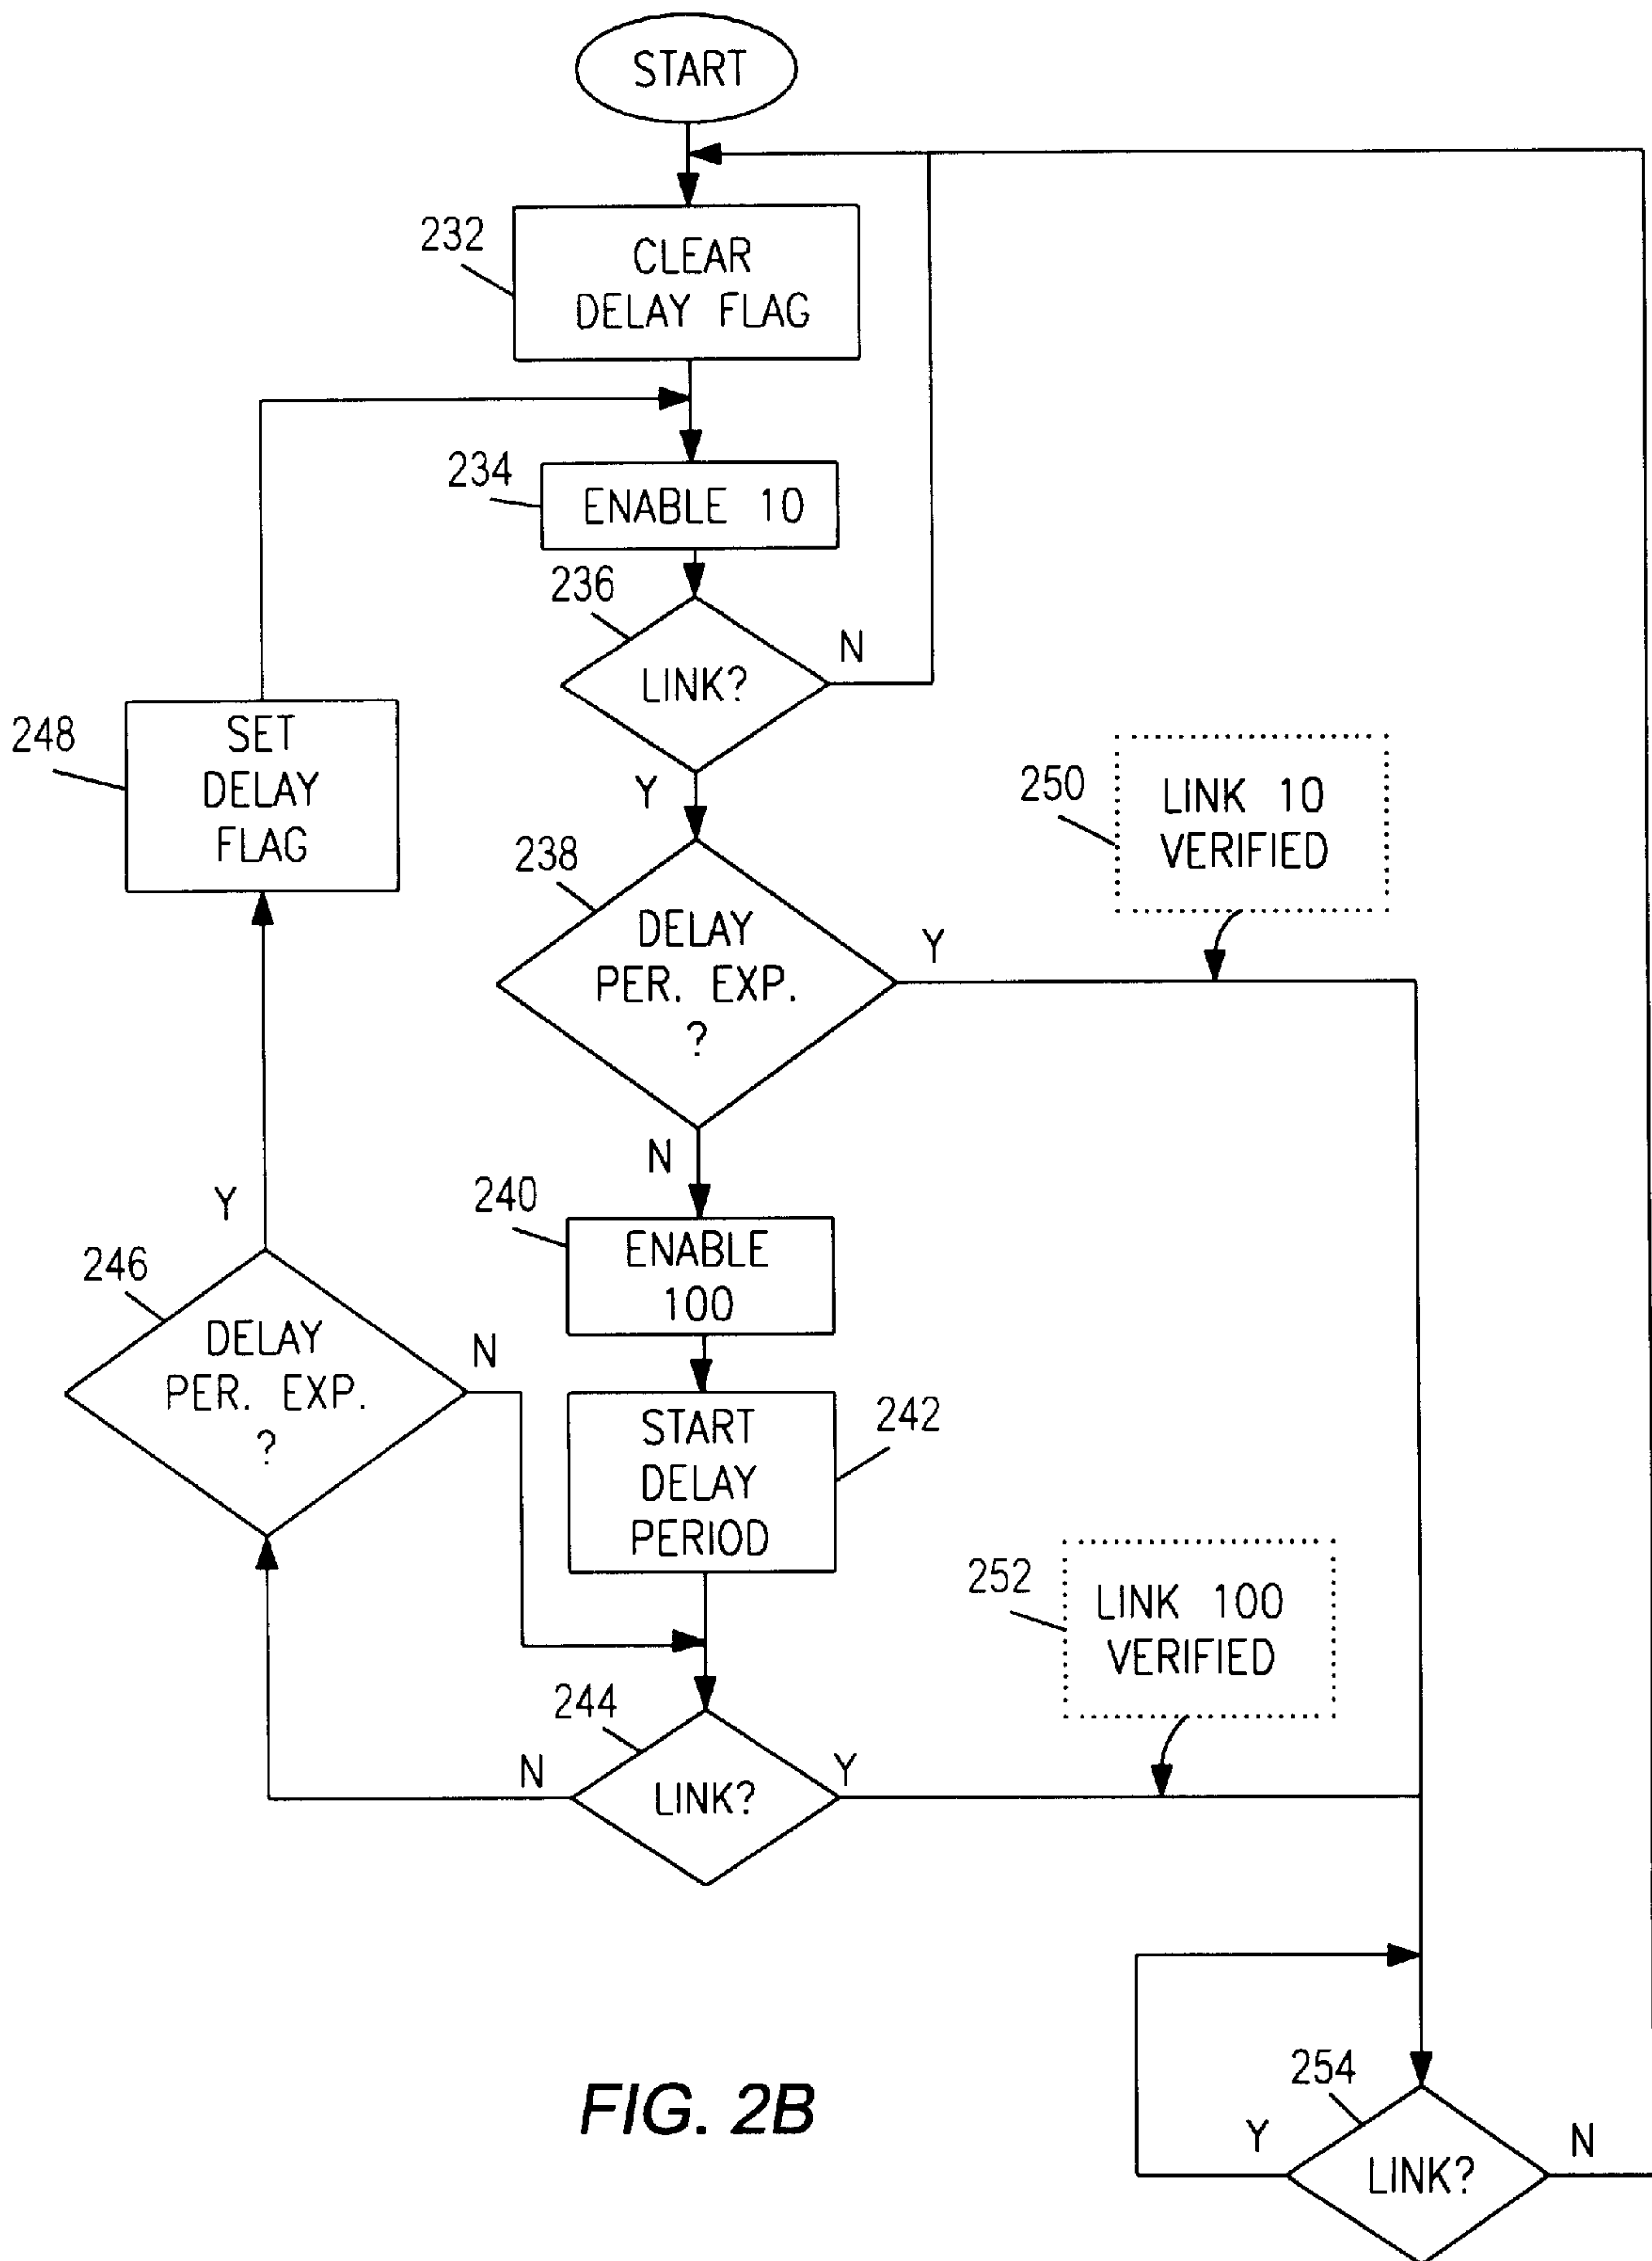 START
232
CLEAR
DELAY FLAG
234
ENABLE 10
236
LINK?
N
Y
248
SET
DELAY
FLAG
250
LINK 10
VERIFIED
238
DELAY
PER. EXP.
?
Y
N
240
ENABLE
100
Y
246
DELAY
PER. EXP.
?
N
START
DELAY
PERIOD
242
252
LINK 100
VERIFIED
244
N
LINK?
Y
254
Y
LINK?
N
FIG. 2B